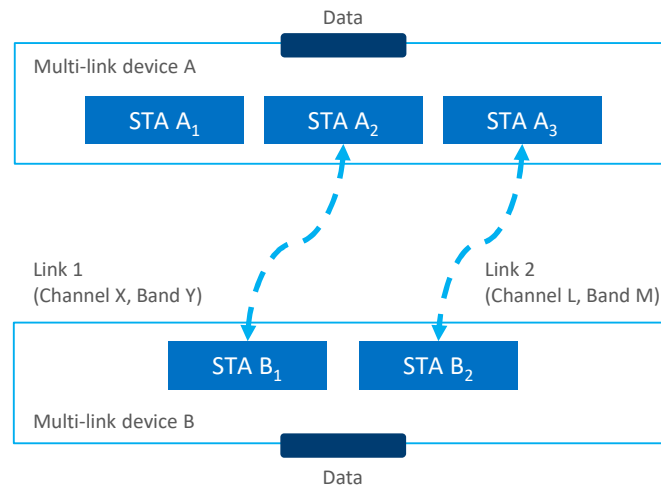 Data
Multi-link device A
STA A₁ STA A₂ STA A₃
Link 1
(Channel X, Band Y)
Link 2
(Channel L, Band M)
STA B₁ STA B₂
Multi-link device B
Data